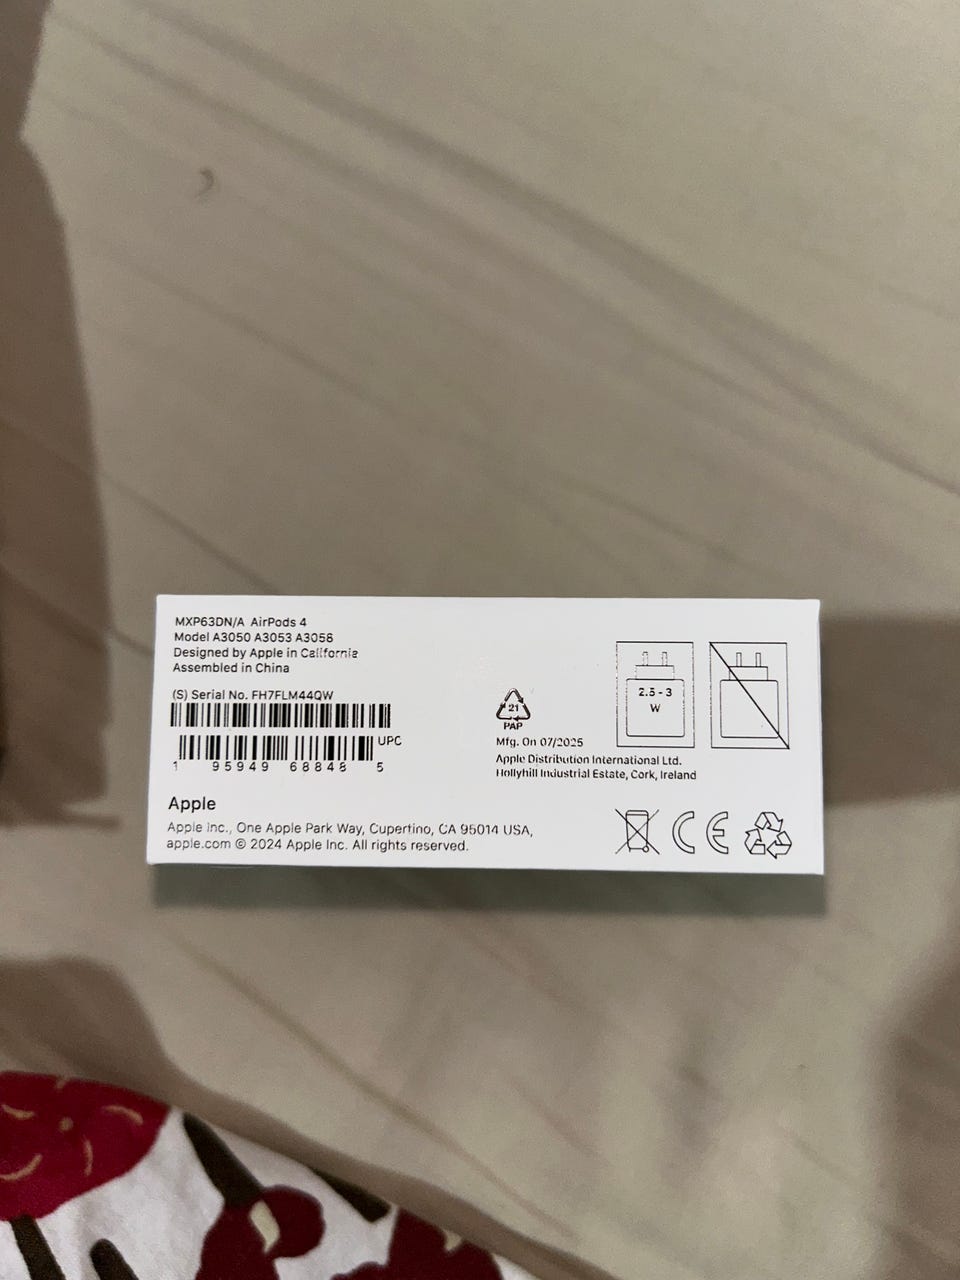 MXP63DN/A AirPods 4
Model A3050 A3053 A3058
Designed by Apple in California
Assembled in China
(S) Serial No. FH7FLM44QW
UPC
1 95949 68848 5
Apple
Apple Inc., One Apple Park Way, Cupertino, CA 95014 USA,
apple.com © 2024 Apple Inc. All rights reserved.
21
PAP
Mfg. On 07/2025
Apple Distribution International Ltd.
Hollyhill Industrial Estate, Cork, Ireland
2.5 - 3
W
CE